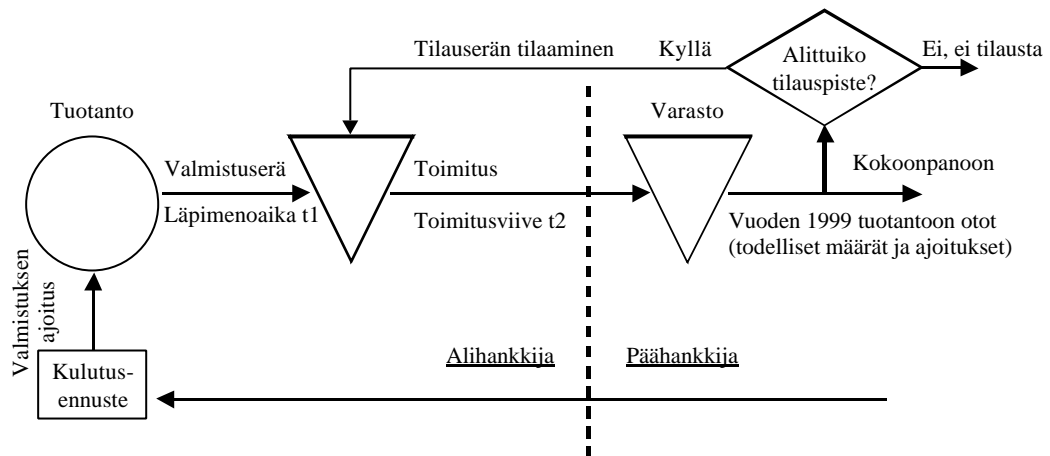 Tilauserän tilaaminen
Kyllä
Alittuiko
tilauspiste?
Ei, ei tilausta
Tuotanto
Varasto
Valmistuserä
Läpimenoaika t1
Toimitus
Toimitusviive t2
Kokoonpanoon
Vuoden 1999 tuotantoon otot
(todelliset määrät ja ajoitukset)
Valmistuksen
ajoitus
Alihankkija
Päähankkija
Kulutus-
ennuste